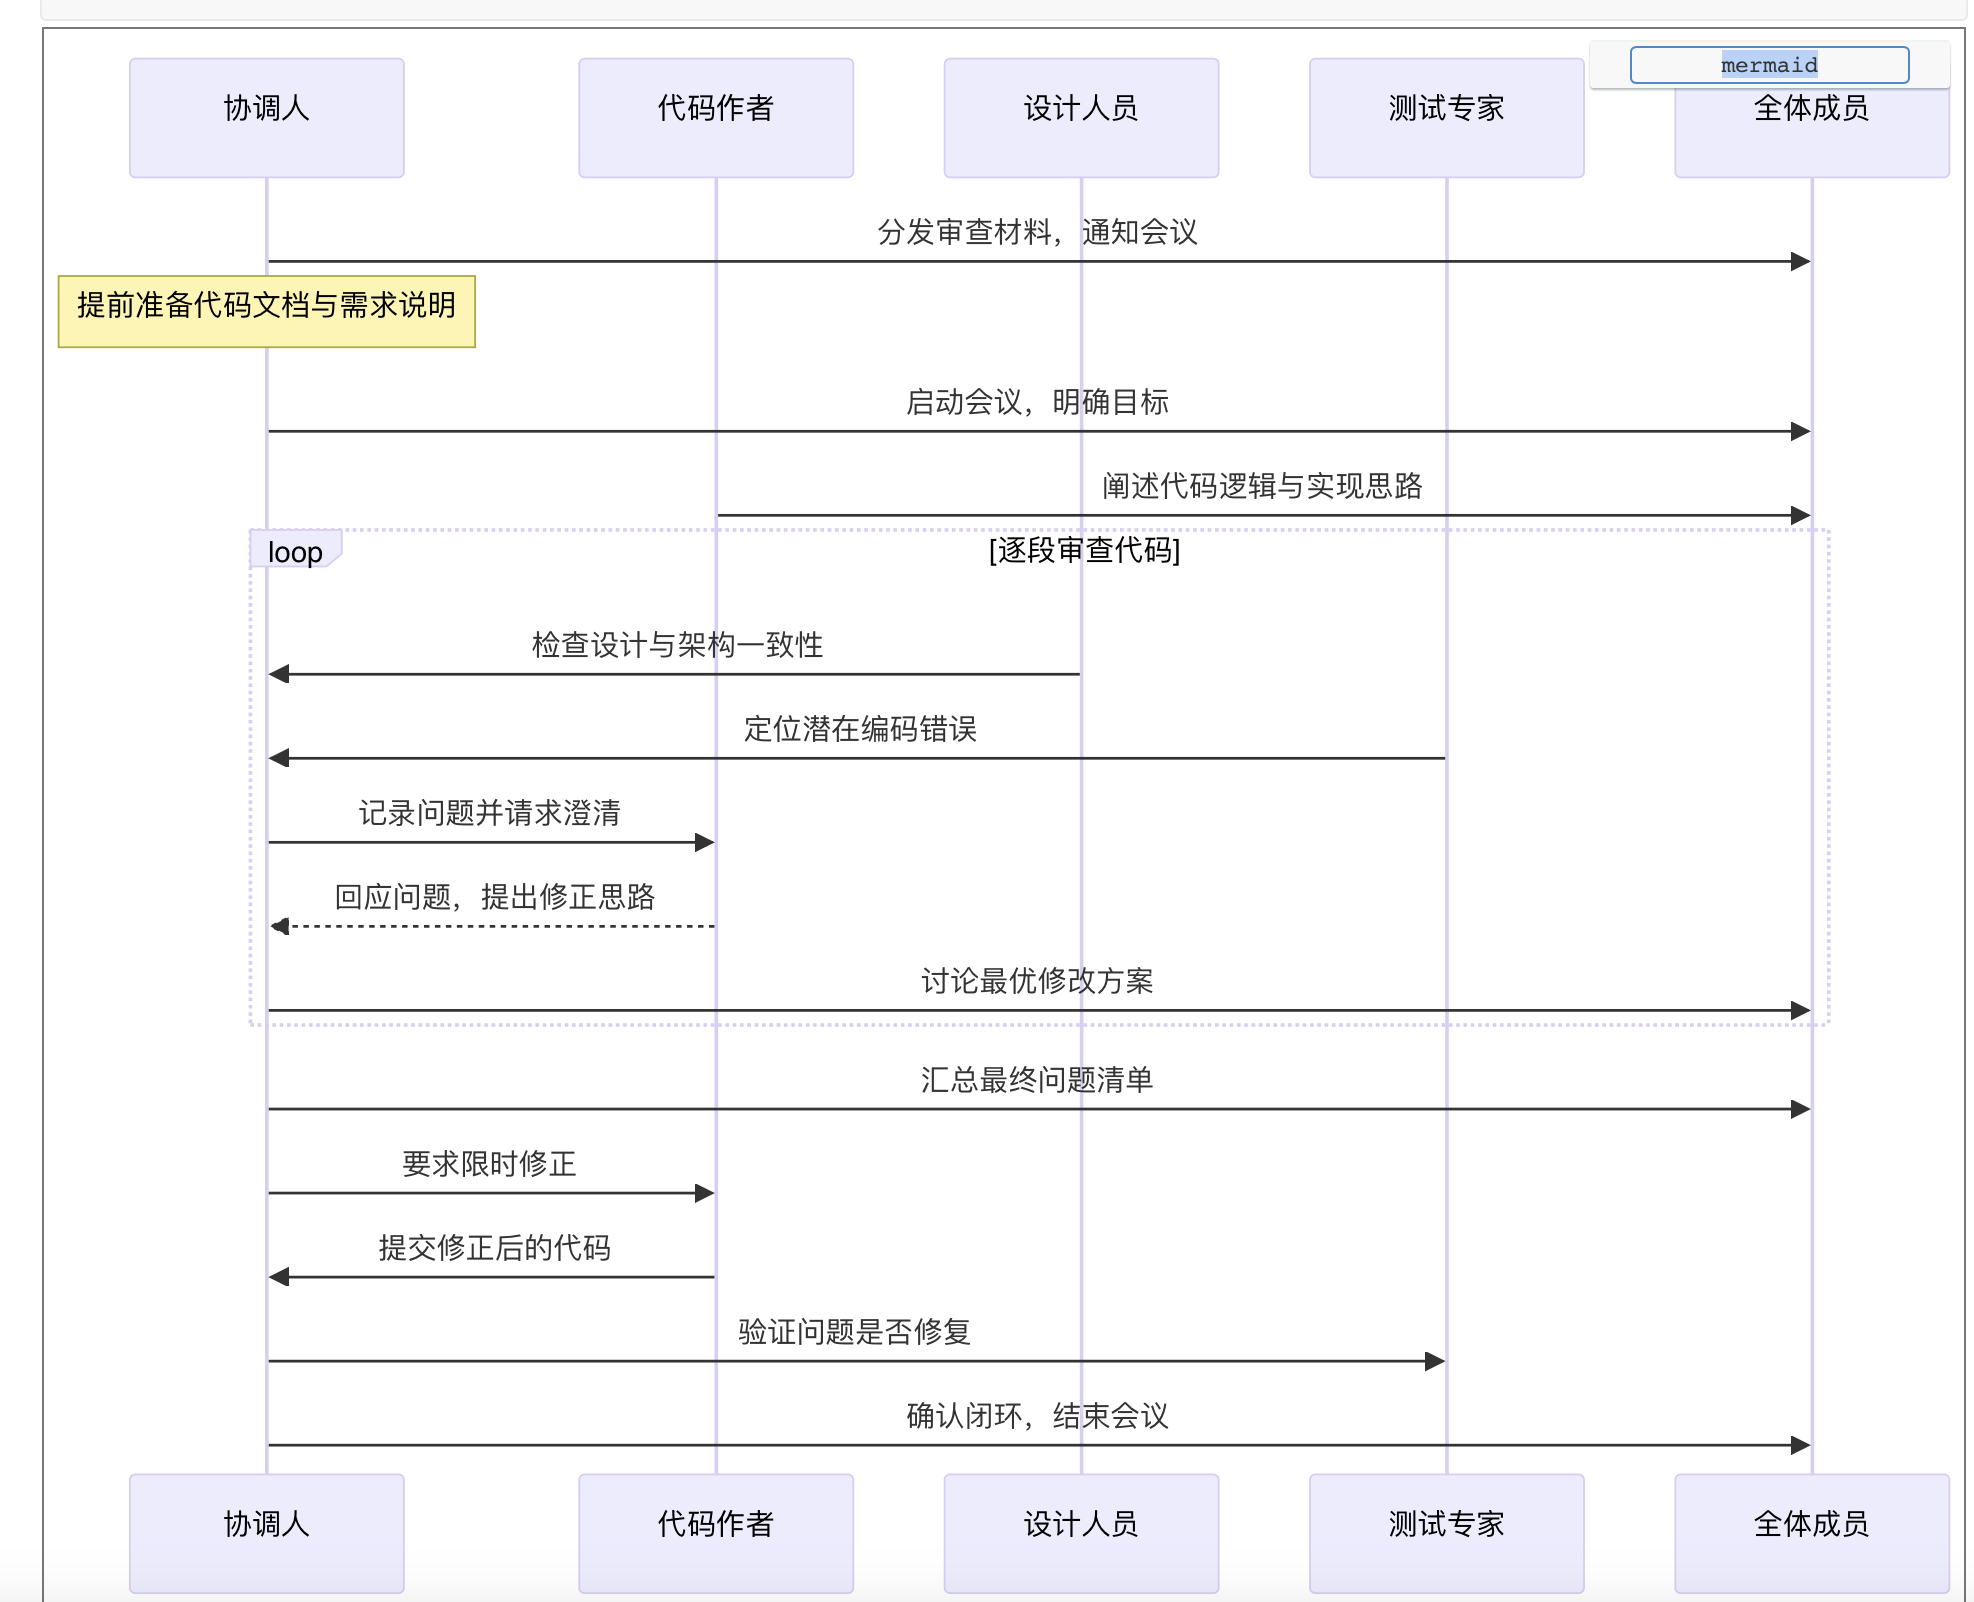 mermaid
协调人
代码作者
设计人员
测试专家
全体成员
分发审查材料，通知会议
提前准备代码文档与需求说明
启动会议，明确目标
阐述代码逻辑与实现思路
loop
[逐段审查代码]
检查设计与架构一致性
定位潜在编码错误
记录问题并请求澄清
回应问题，提出修正思路
讨论最优修改方案
汇总最终问题清单
要求限时修正
提交修正后的代码
验证问题是否修复
确认闭环，结束会议
协调人
代码作者
设计人员
测试专家
全体成员